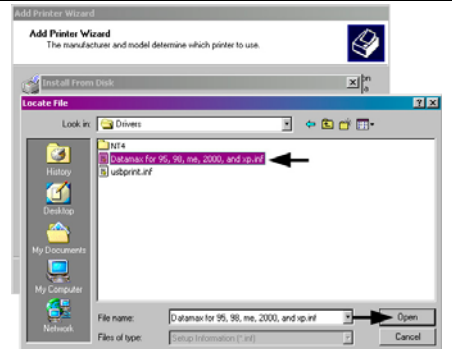 Add Printer Wizard
Add Printer Wizard
The manufacturer and model determine which printer to use.
Install From Disk
Locate File
Look in: Drivers
NT4
Datamax for 95, 98, me, 2000, and xp.inf
usbprint.inf
History
Desktop
My Documents
My Computer
Network
File name: Datamax for 95, 98, me, 2000, and xp.inf Open
Files of type: Setup Information (*.inf) Cancel